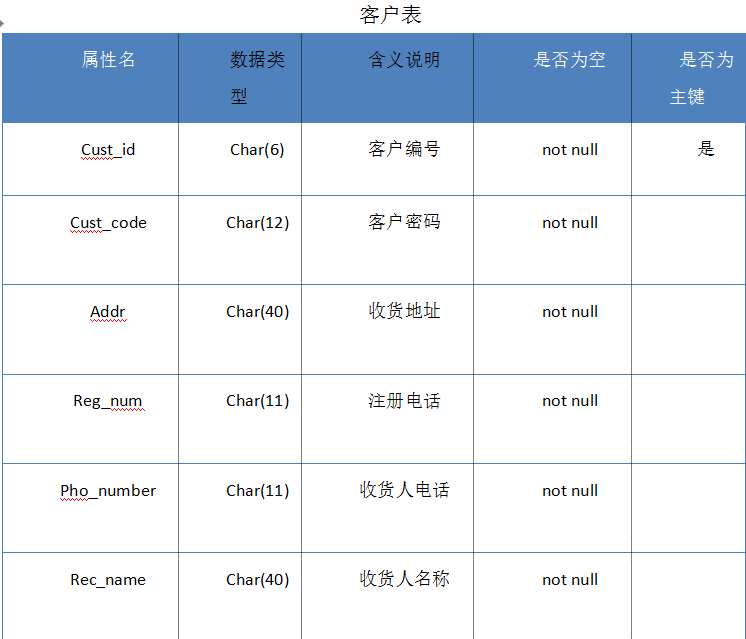 客户表
属性名 数据类型 含义说明 是否为空 是否为主键
Cust_id Char(6) 客户编号 not null 是
Cust_code Char(12) 客户密码 not null
Addr Char(40) 收货地址 not null
Reg_num Char(11) 注册电话 not null
Pho_number Char(11) 收货人电话 not null
Rec_name Char(40) 收货人名称 not null